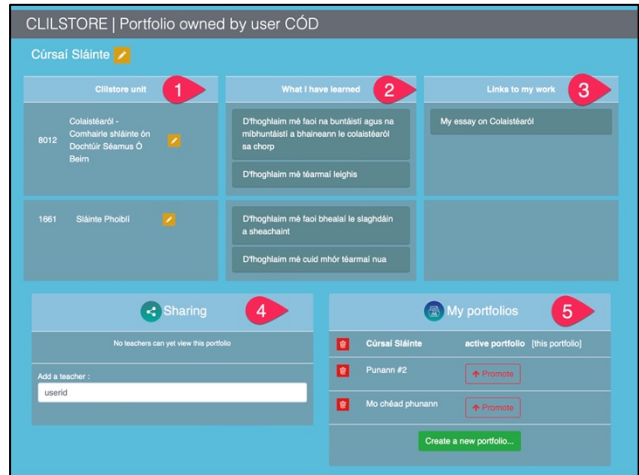 CLILSTORE | Portfolio owned by user CÓD
Cúrsaí Sláinte
Clilstore unit
1
What I have learned
2
Links to my work
3
8012
Colaistéaról -
Comhairle shláinte ón
Dochtúir Séamus Ó
Beirn
D'fhoghlaim mé faoi na buntáistí agus na
míbhuntáistí a bhaineann le colaistéaról
sa chorp
D'fhoghlaim mé téarmaí leighis
My essay on Colaistéaról
1661
Sláinte Phoiblí
D'fhoghlaim mé faoi bhealaí le slaghdáin
a sheachaint
D'fhoghlaim mé cuid mhór téarmaí nua
Sharing
4
No teachers can yet view this portfolio
Add a teacher :
userid
My portfolios
5
Cúrsaí Sláinte active portfolio [this portfolio]
Punann #2 Promote
Mo chéad phunann Promote
Create a new portfolio...